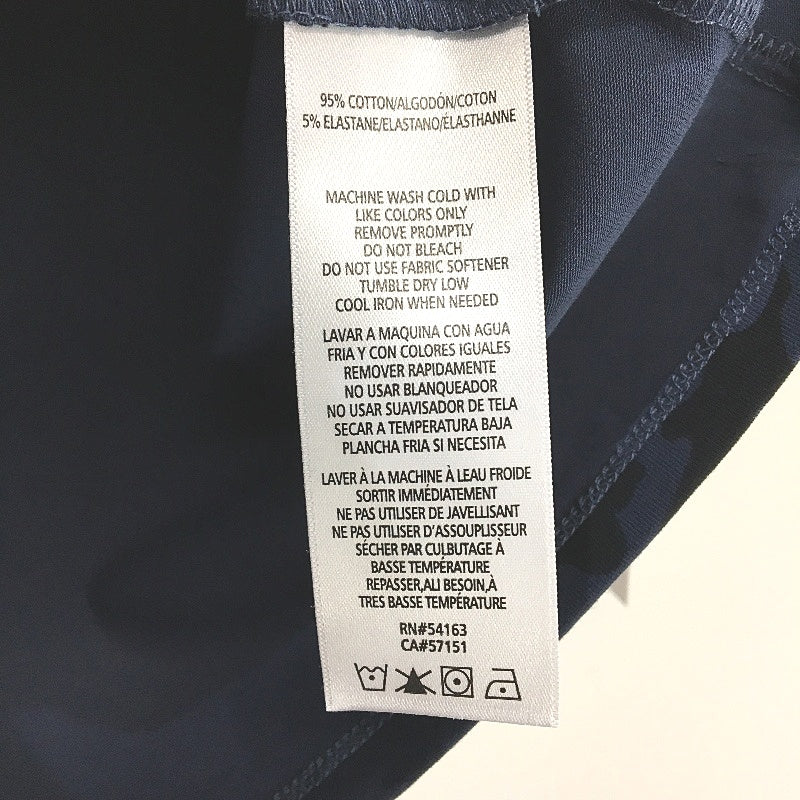 95% COTTON/ALGODÓN/COTON
5% ELASTANE/ELASTANO/ÉLASTHANNE
MACHINE WASH COLD WITH
LIKE COLORS ONLY
REMOVE PROMPTLY
DO NOT BLEACH
DO NOT USE FABRIC SOFTENER
TUMBLE DRY LOW
COOL IRON WHEN NEEDED
LAVAR A MAQUINA CON AGUA
FRIA Y CON COLORES IGUALES
REMOVER RAPIDAMENTE
NO USAR BLANQUEADOR
NO USAR SUAVISADOR DE TELA
SECAR A TEMPERATURA BAJA
PLANCHA FRIA SI NECESITA
LAVER À LA MACHINE À LEAU FROIDE
SORTIR IMMÉDIATEMENT
NE PAS UTILISER DE JAVELLISANT
NE PAS UTILISER D'ASSOUPLISSEUR
SÉCHER PAR CULBUTAGE À
BASSE TEMPÉRATURE
REPASSER,ALI BESOIN,À
TRES BASSE TEMPÉRATURE
RN#54163
CA#57151